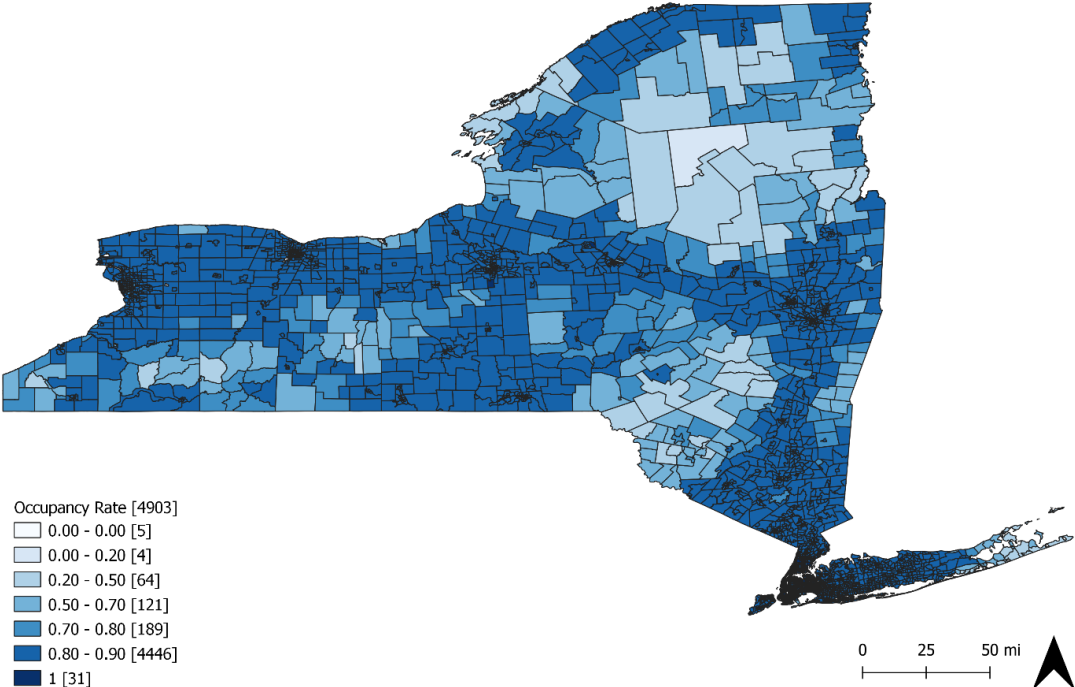 Occupancy Rate [4903]
0.00 - 0.00 [5]
0.00 - 0.20 [4]
0.20 - 0.50 [64]
0.50 - 0.70 [121]
0.70 - 0.80 [189]
0.80 - 0.90 [4446]
1 [31]
0 25 50 mi